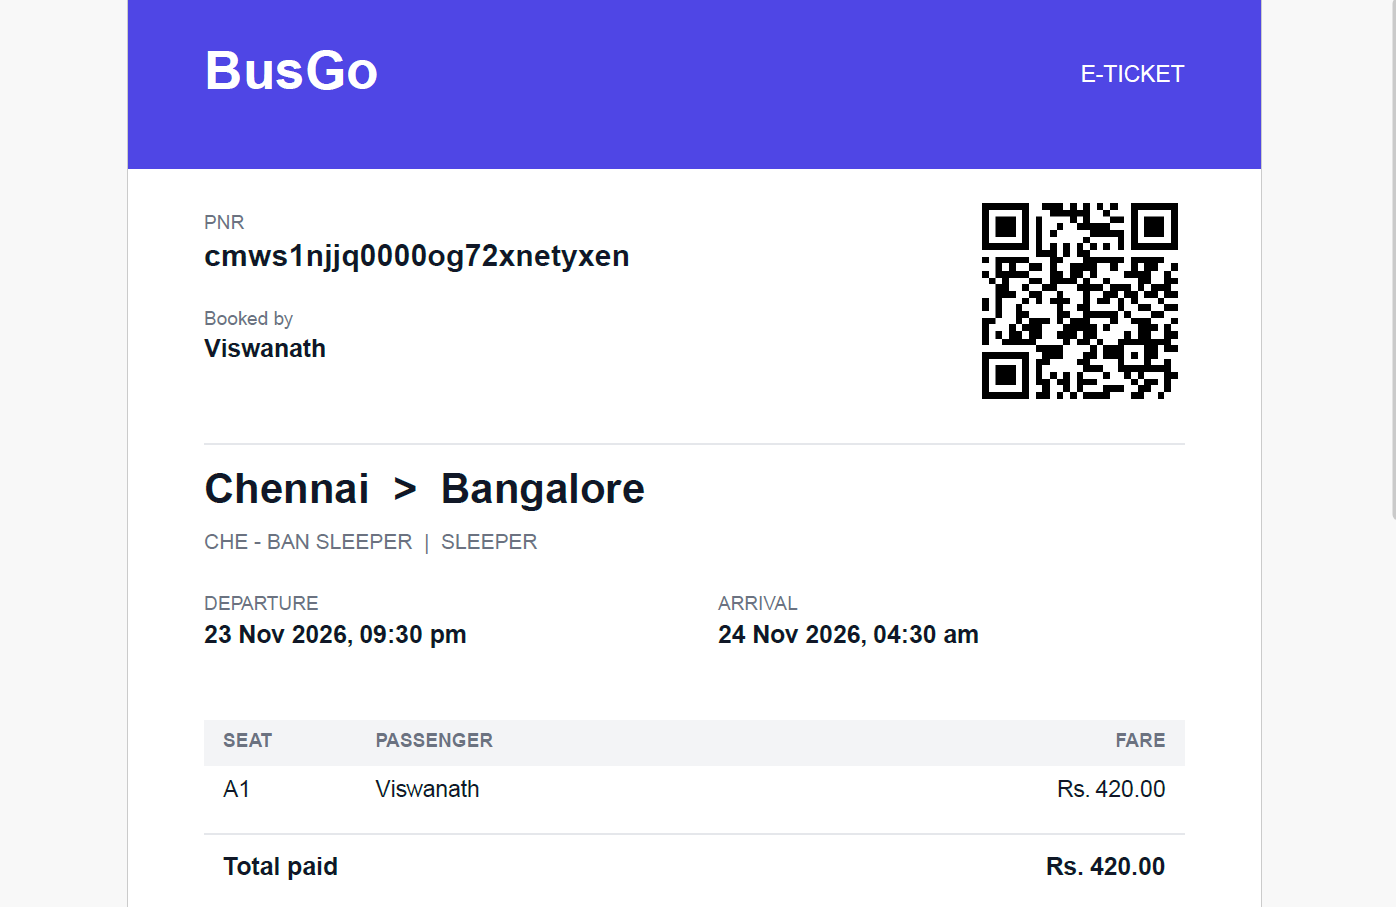 BusGo
E-TICKET
PNR
cmws1njjq0000og72xnetyxen
Booked by
Viswanath
Chennai > Bangalore
CHE - BAN SLEEPER | SLEEPER
DEPARTURE ARRIVAL
23 Nov 2026, 09:30 pm 24 Nov 2026, 04:30 am
SEAT PASSENGER FARE
A1 Viswanath Rs. 420.00
Total paid Rs. 420.00